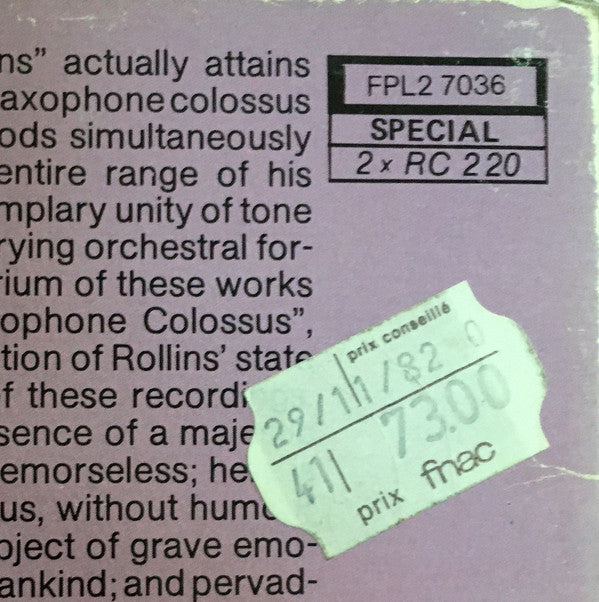 ns” actually attains
axophone colossus
ods simultaneously
entire range of his
mplary unity of tone
rying orchestral for-
rium of these works
ophone Colossus”,
tion of Rollins’ state
f these recordi
sence of a maje
emorseless; he
us, without humo
bject of grave emo-
ankind; and pervad-
FPL2 7036
SPECIAL
2 x RC 220
prix conseillé
29/11/82 0
73.00
411
prix fnac